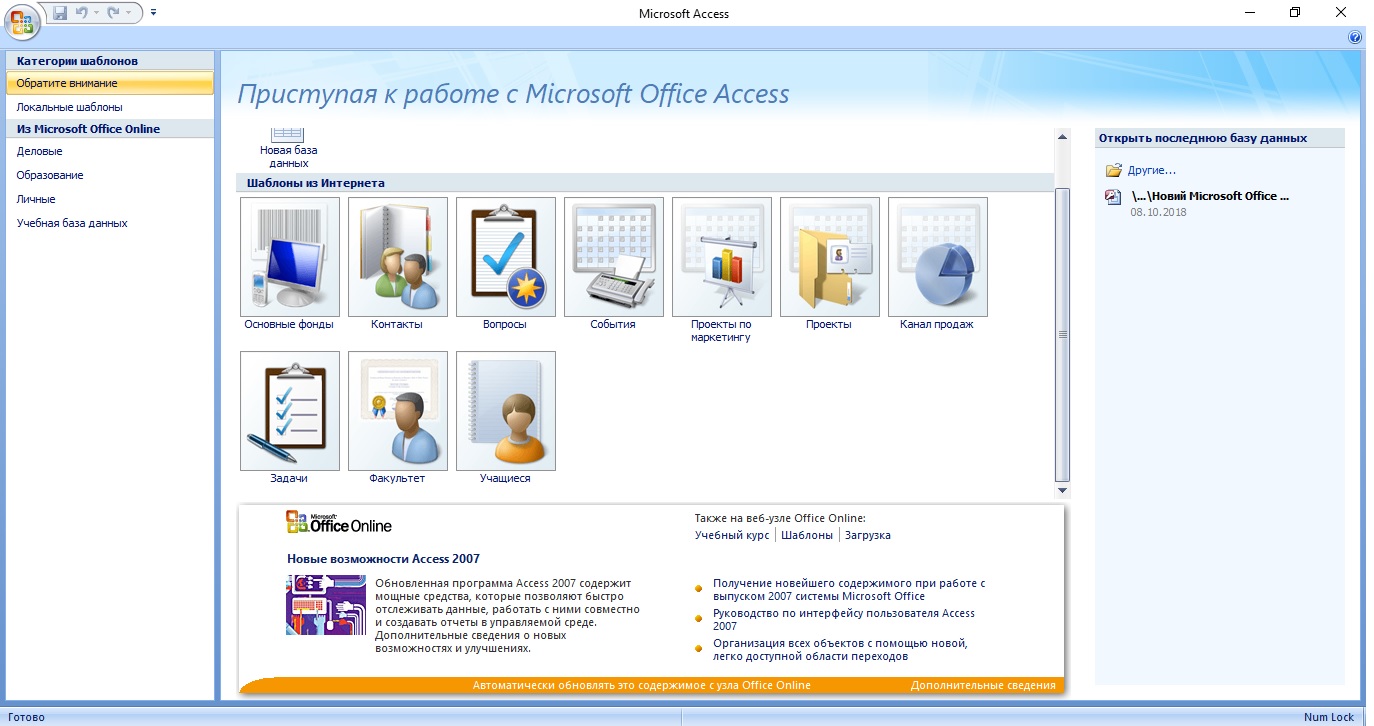 Microsoft Access
Категории шаблонов
Обратите внимание
Локальные шаблоны
Из Microsoft Office Online
Деловые
Образование
Личные
Учебная база данных
Приступая к работе с Microsoft Office Access
Новая база
данных
Шаблоны из Интернета
Основные фонды
Контакты
Вопросы
События
Проекты по
маркетингу
Проекты
Канал продаж
Задачи
Факультет
Учащиеся
Microsoft
Office Online
Новые возможности Access 2007
Обновленная программа Access 2007 содержит
мощные средства, которые позволяют быстро
отслеживать данные, работать с ними совместно
и создавать отчеты в управляемой среде.
Дополнительные сведения о новых
возможностях и улучшениях.
Также на веб-узле Office Online:
Учебный курс | Шаблоны | Загрузка
Получение новейшего содержимого при работе с
выпуском 2007 системы Microsoft Office
Руководство по интерфейсу пользователя Access
2007
Организация всех объектов с помощью новой,
легко доступной области переходов
Автоматически обновлять это содержимое с узла Office Online
Дополнительные сведения
Открыть последнюю базу данных
Другие...
\...\Новий Microsoft Office ...
08.10.2018
Готово
Num Lock